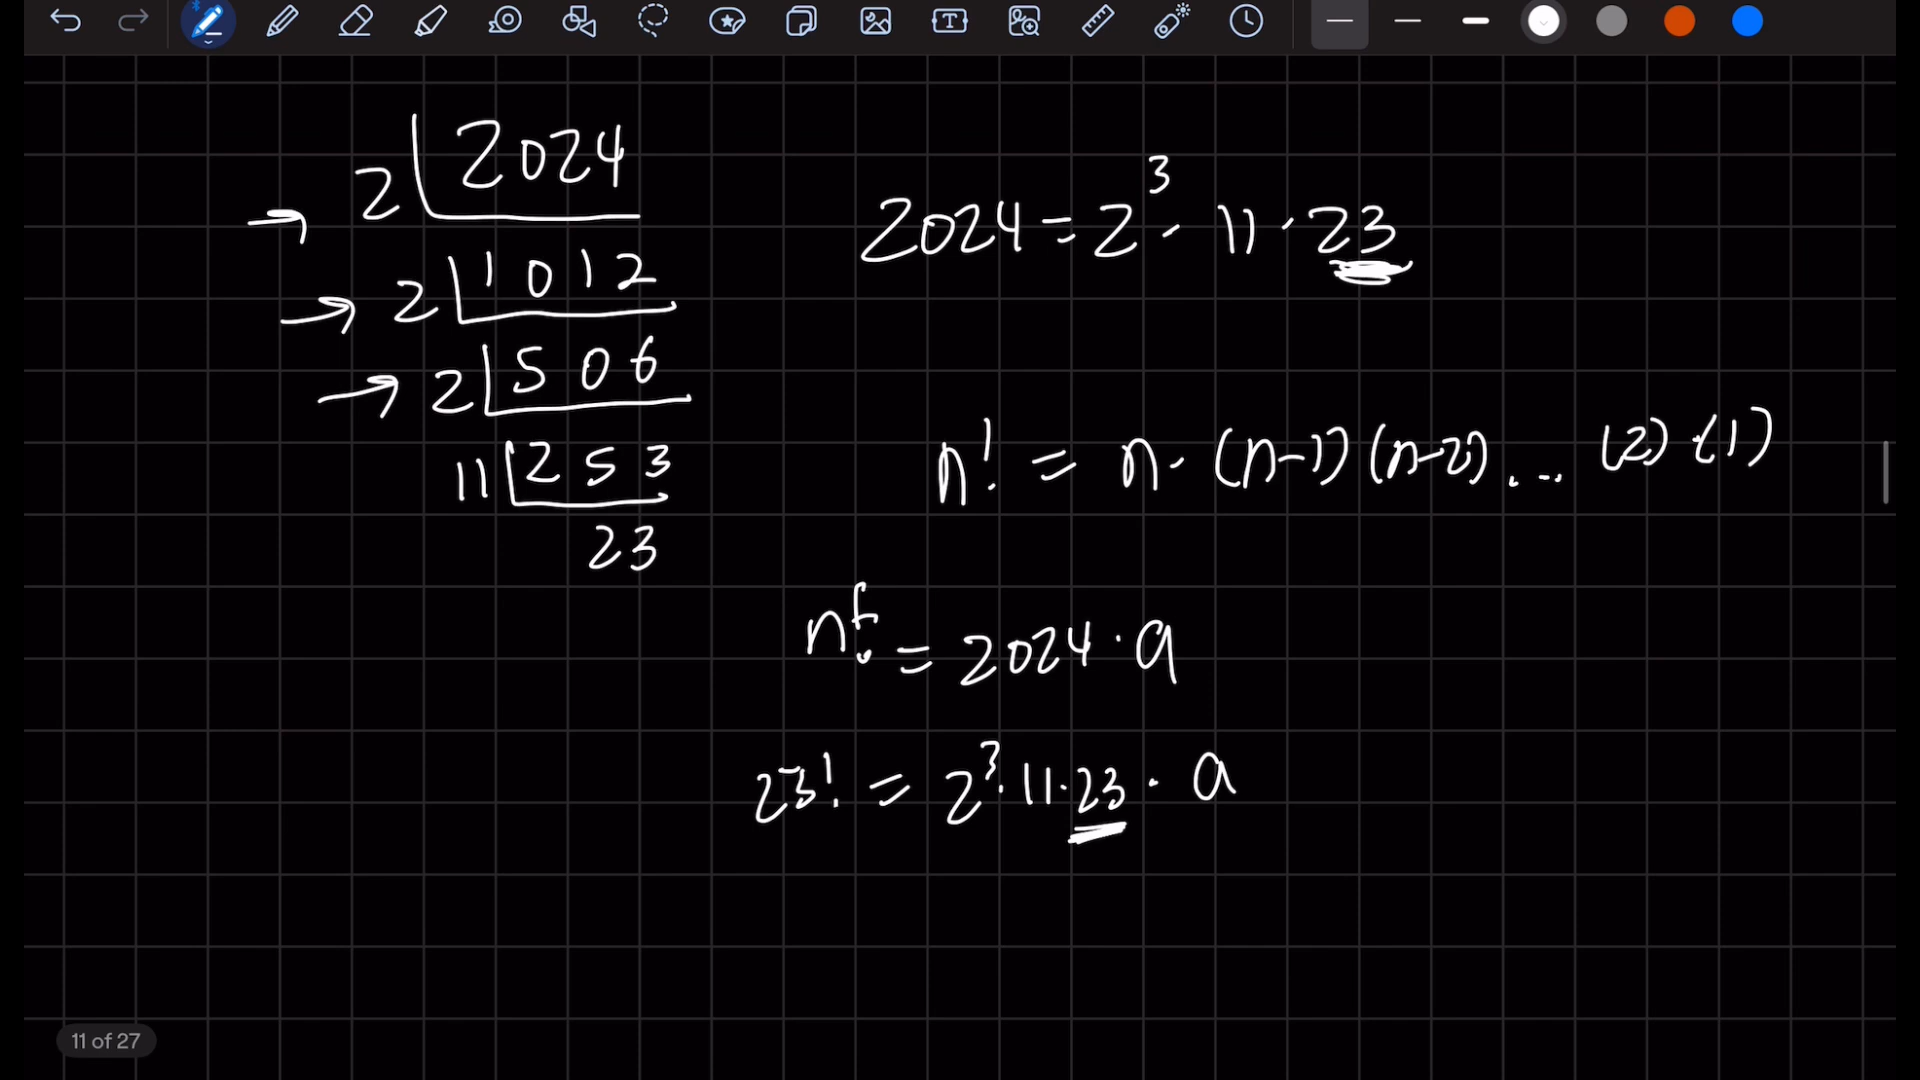 2 | 2024
→ 2 | 1012
→ 2 | 506
→ 11 | 253
23
2024 = 2³ · 11 · 23
n! = n · (n-1)(n-2) . ... (2) · (1)
n! = 2024 · a
23! = 2³ · 11 · 23 · a
11 of 27